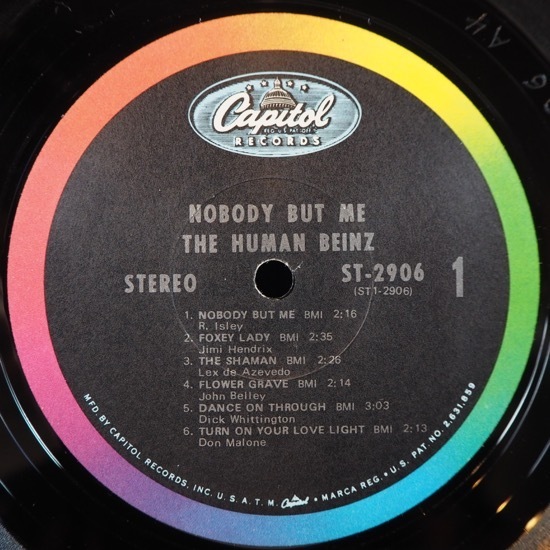 Capitol
REG. U.S. PAT. OFF.
RECORDS
NOBODY BUT ME
THE HUMAN BEINZ
STEREO
ST-2906
(ST1-2906)
1
1. NOBODY BUT ME BMI 2:16
R. Isley
2. FOXEY LADY BMI 2:35
Jimi Hendrix
3. THE SHAMAN BMI 2:26
Lex de Azevedo
4. FLOWER GRAVE BMI 2:14
John Belley
5. DANCE ON THROUGH BMI 3:03
Dick Whittington
6. TURN ON YOUR LOVE LIGHT BMI 2:13
Don Malone
MFD. BY CAPITOL RECORDS, INC. U.S.A. T.M. Capitol • MARCA REG. • U.S. PAT. NO. 2,631,859
A4